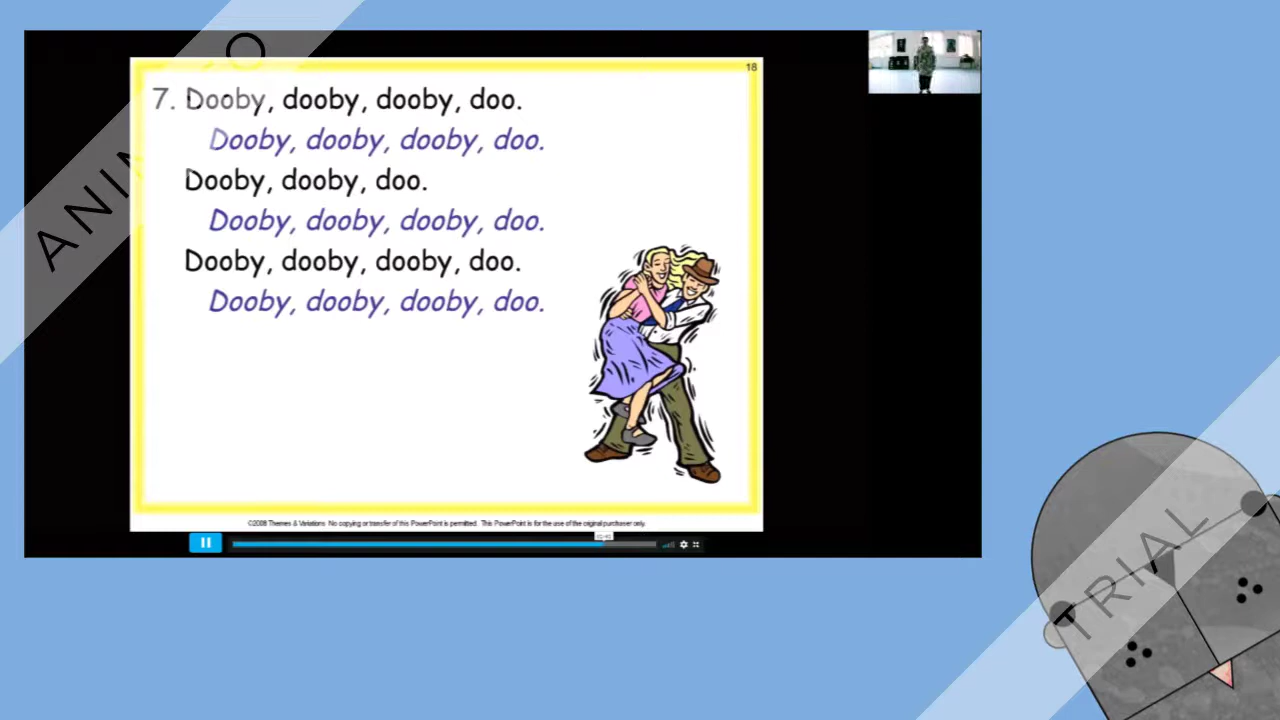 18
7. Dooby, dooby, dooby, doo.
Dooby, dooby, dooby, doo.
Dooby, dooby, doo.
Dooby, dooby, dooby, doo.
Dooby, dooby, dooby, doo.
Dooby, dooby, dooby, doo.
©2008 Themes & Variations No copying or transfer of this PowerPoint is permitted. This PowerPoint is for the use of the original purchaser only.
TRIAL